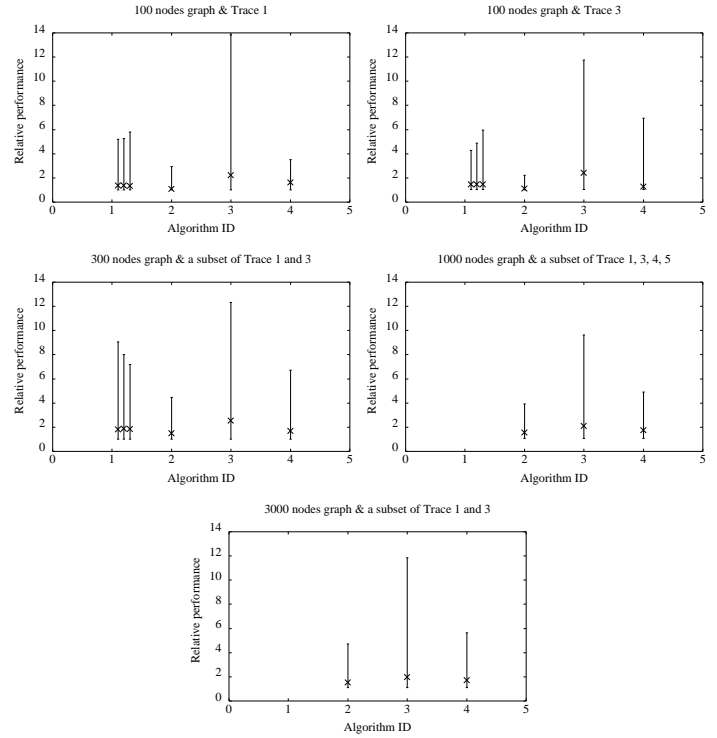 100 nodes graph & Trace 1
14
12
10
8
6
4
2
0
Relative performance
0 1 2 3 4 5
Algorithm ID
100 nodes graph & Trace 3
14
12
10
8
6
4
2
0
Relative performance
0 1 2 3 4 5
Algorithm ID
300 nodes graph & a subset of Trace 1 and 3
14
12
10
8
6
4
2
0
Relative performance
0 1 2 3 4 5
Algorithm ID
1000 nodes graph & a subset of Trace 1, 3, 4, 5
14
12
10
8
6
4
2
0
Relative performance
0 1 2 3 4 5
Algorithm ID
3000 nodes graph & a subset of Trace 1 and 3
14
12
10
8
6
4
2
0
Relative performance
0 1 2 3 4 5
Algorithm ID